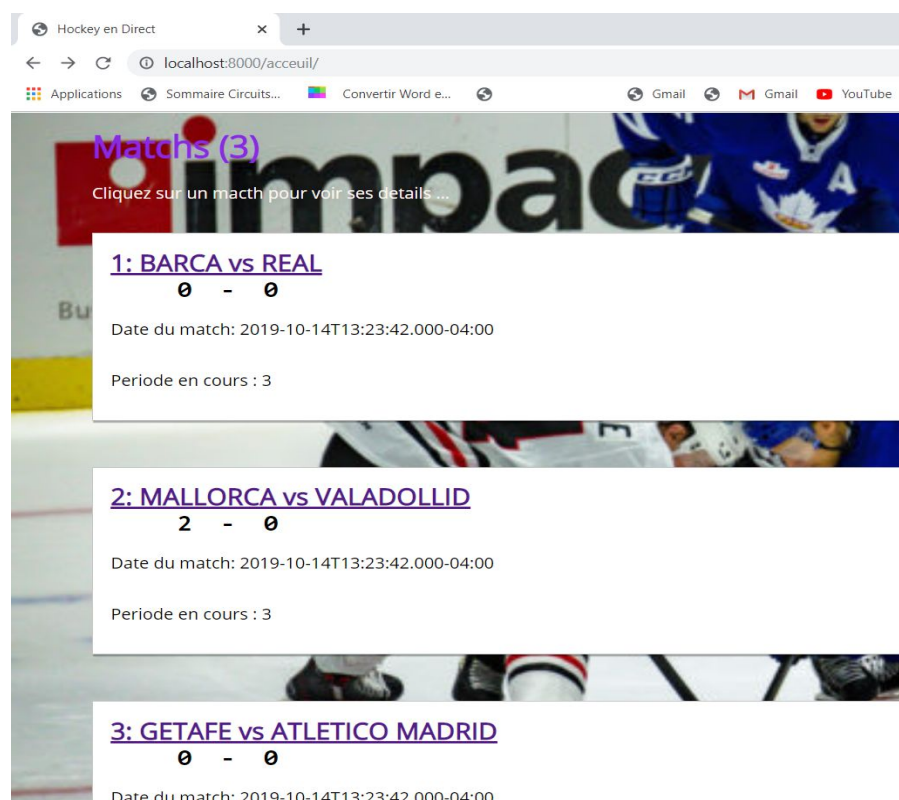 Hockey en Direct
localhost:8000/acceuil/
Applications Sommaire Circuits... Convertir Word e... Gmail Gmail YouTube
Matchs (3)
impac
Cliquez sur un macth pour voir ses details ...
A
CCM
1: BARCA vs REAL
0 - 0
Bu
Date du match: 2019-10-14T13:23:42.000-04:00
Periode en cours : 3
2: MALLORCA vs VALADOLLID
2 - 0
Date du match: 2019-10-14T13:23:42.000-04:00
Periode en cours : 3
3: GETAFE vs ATLETICO MADRID
0 - 0
Date du match: 2019-10-14T13:23:42.000-04:00